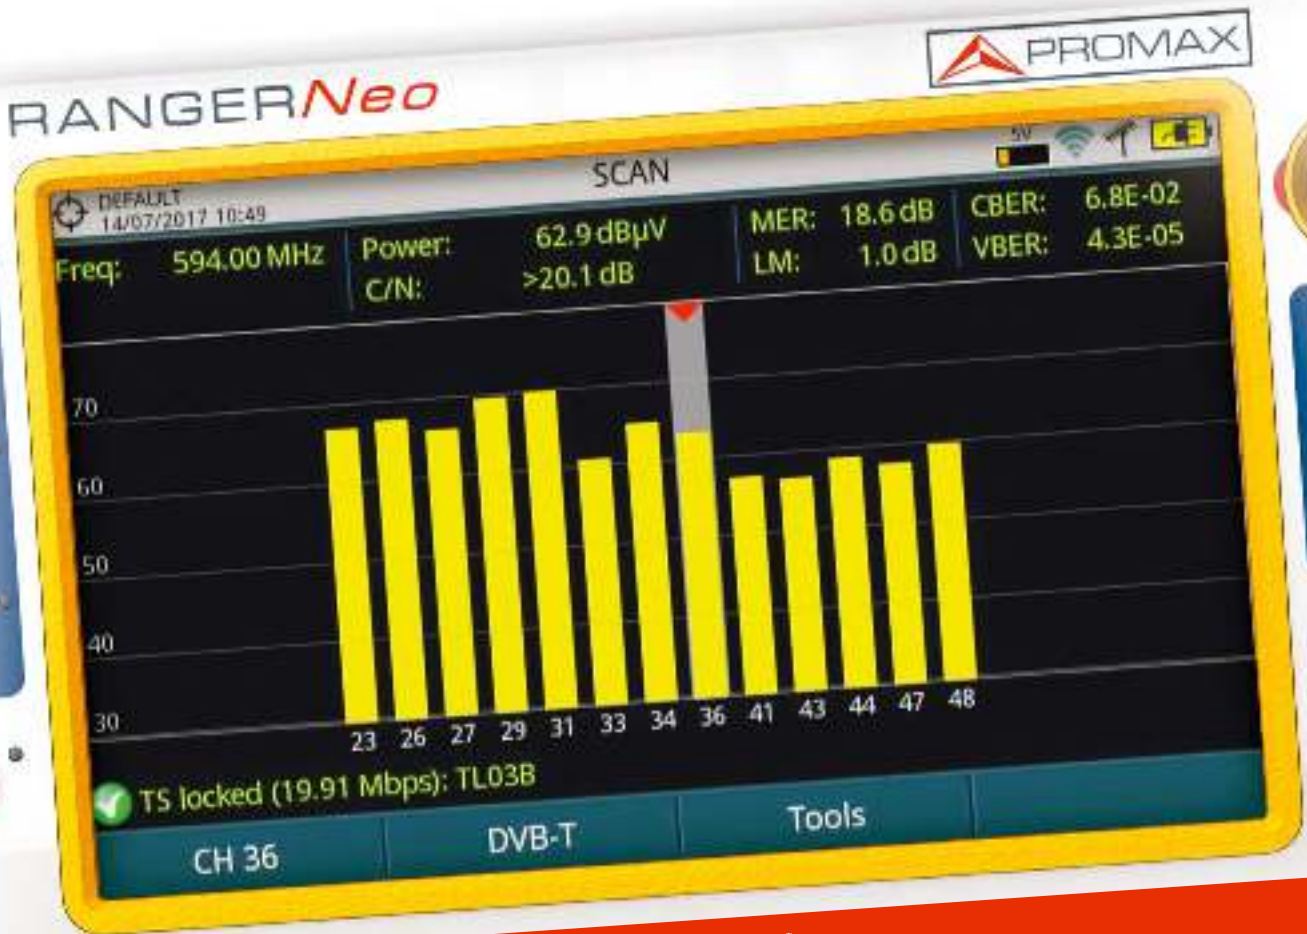 RANGERNeo
PROMAX
DEFAULT
14/07/2017 10:49
SCAN
5V
Freq: 594.00 MHz
Power: 62.9 dBµV
C/N: >20.1 dB
MER: 18.6 dB
LM: 1.0 dB
CBER: 6.8E-02
VBER: 4.3E-05
70
60
50
40
30
23 26 27 29 31 33 34 36 41 43 44 47 48
TS locked (19.91 Mbps): TL03B
CH 36
DVB-T
Tools